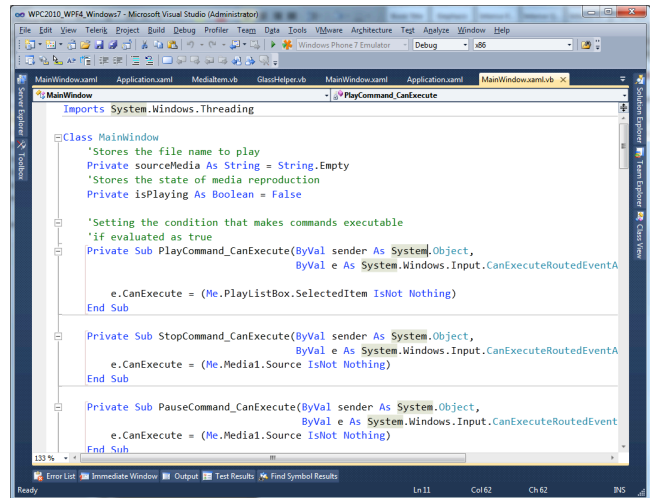 WPC2010_WPF4_Windows7 - Microsoft Visual Studio (Administrator)
File Edit View Telerik Project Build Debug Profiler Team Data Tools VMware Test Analyze Window Help
Windows Phone 7 Emulator Debug x86
MainWindow.xaml Application.xaml MediaItem.vb GlassHelper.vb MainWindow.xaml Application.xaml MainWindow.xaml.vb
MainWindow PlayCommand_CanExecute
Server Explorer
Toolbox
Solution Explorer
Team Explorer
Class View
Imports System.Windows.Threading
Class MainWindow
'Stores the file name to play
Private sourceMedia As String = String.Empty
'Stores the state of media reproduction
Private isPlaying As Boolean = False
'Setting the condition that makes commands executable
'if evaluated as true
Private Sub PlayCommand_CanExecute(ByVal sender As System.Object,
ByVal e As System.Windows.Input.CanExecuteRoutedEventA
e.CanExecute = (Me.PlayListBox.SelectedItem IsNot Nothing)
End Sub
Private Sub StopCommand_CanExecute(ByVal sender As System.Object,
ByVal e As System.Windows.Input.CanExecuteRoutedEventA
e.CanExecute = (Me.Media1.Source IsNot Nothing)
End Sub
Private Sub PauseCommand_CanExecute(ByVal sender As System.Object,
ByVal e As System.Windows.Input.CanExecuteRoutedEvent
e.CanExecute = (Me.Media1.Source IsNot Nothing)
End Sub
133 %
Error List Immediate Window Output Test Results Find Symbol Results
Ready Ln 11 Col 62 Ch 62 INS